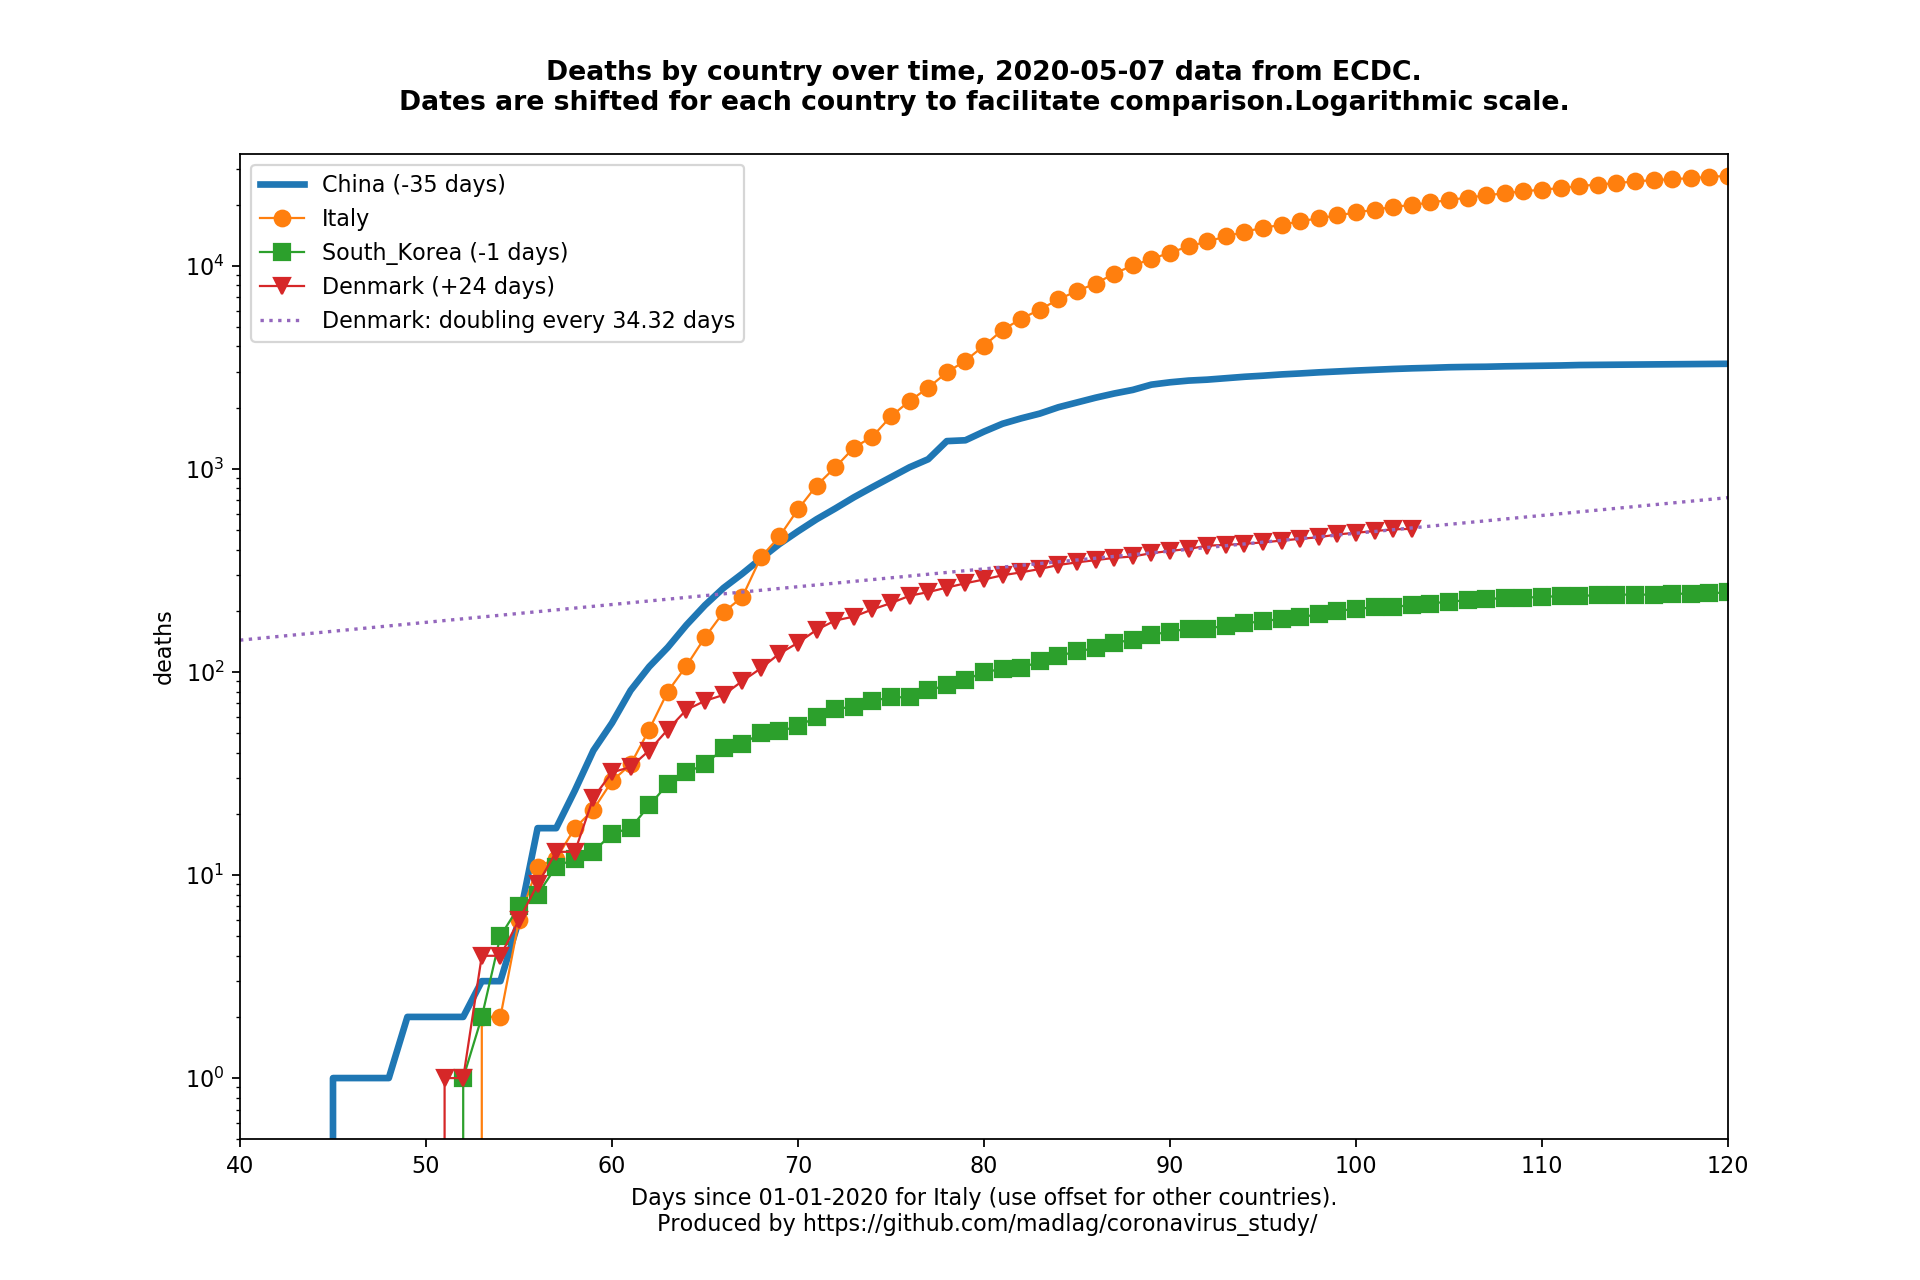 Deaths by country over time, 2020-05-07 data from ECDC.
Dates are shifted for each country to facilitate comparison.Logarithmic scale.
China (-35 days)
Italy
South_Korea (-1 days)
Denmark (+24 days)
Denmark: doubling every 34.32 days
deaths
10⁴
10³
10²
10¹
10⁰
40 50 60 70 80 90 100 110 120
Days since 01-01-2020 for Italy (use offset for other countries).
Produced by https://github.com/madlag/coronavirus_study/